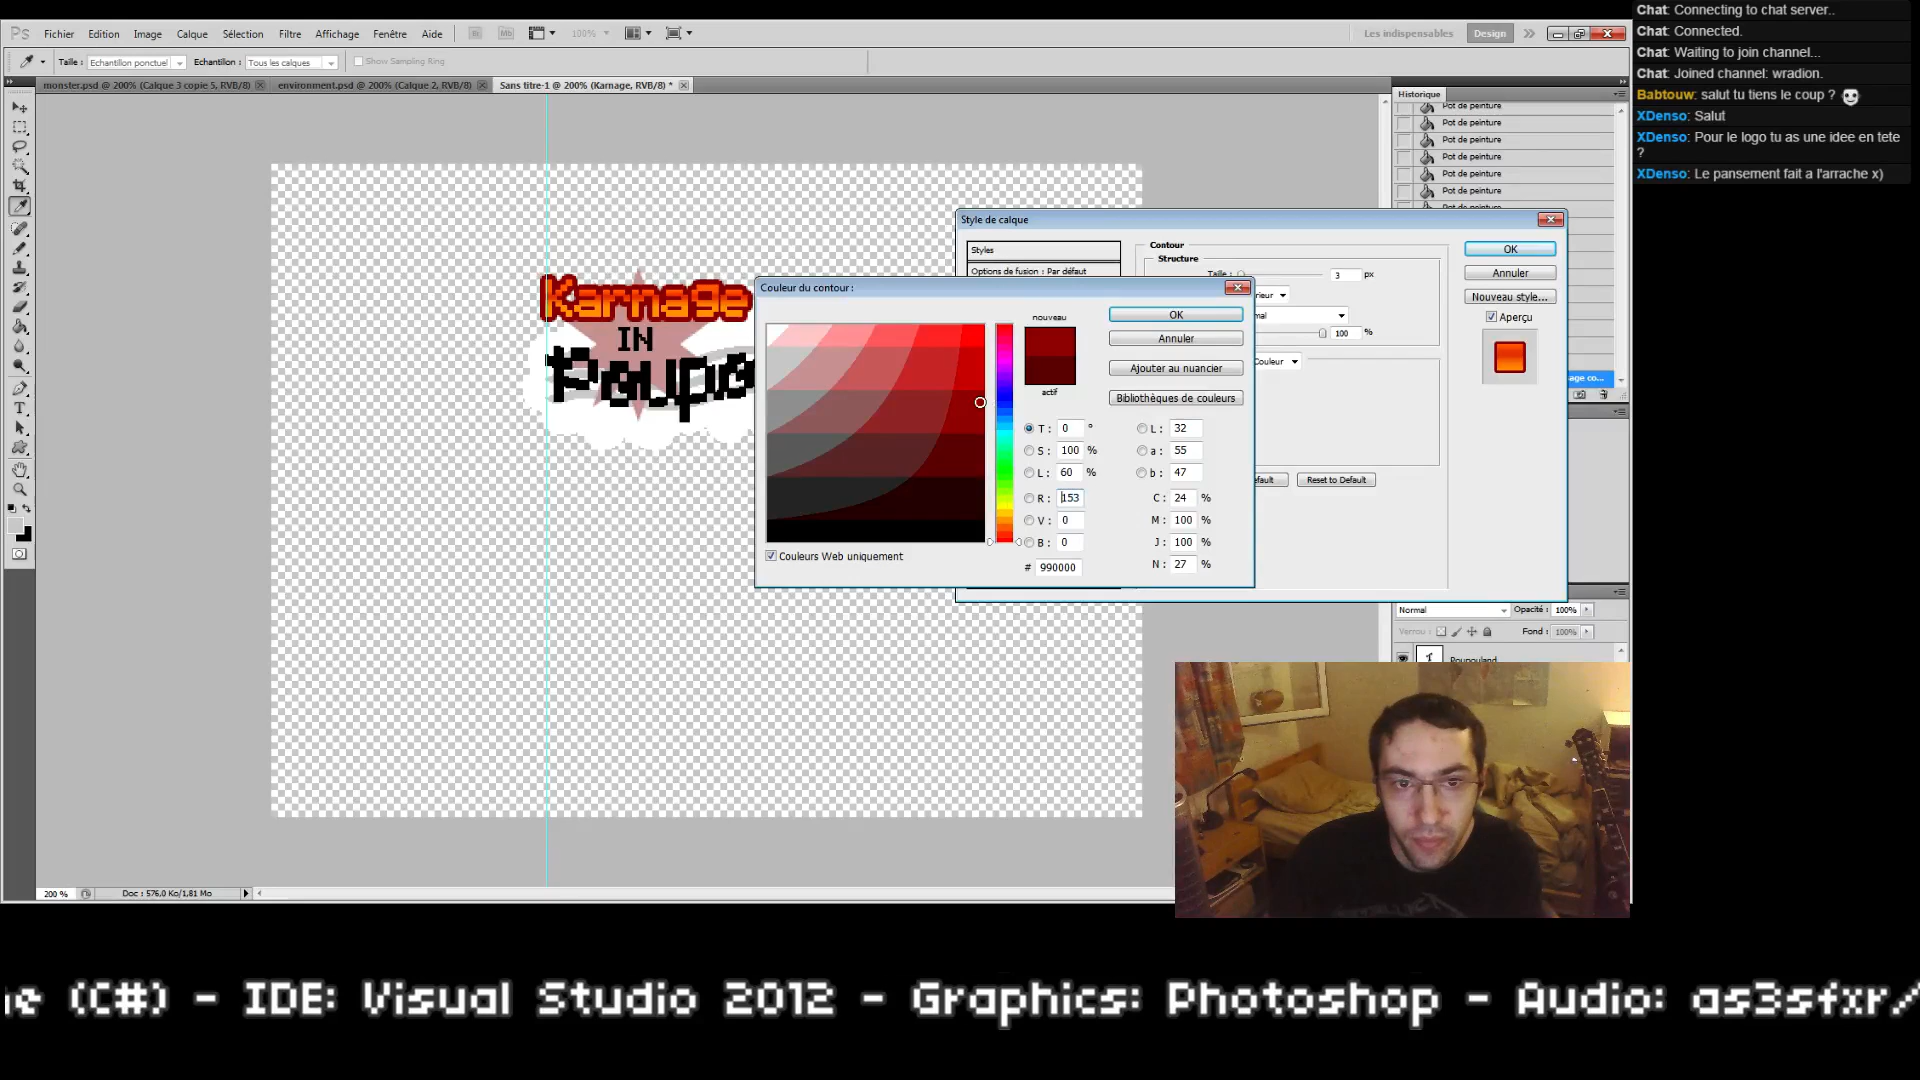 Ps Fichier Edition Image Calque Sélection Filtre Affichage Fenêtre Aide Br Mb 100% Les indispensables Design
Taille : Echantillon ponctuel Echantillon : Tous les calques Show Sampling Ring
monster.psd @ 200% (Calque 3 copie 5, RVB/8) environment.psd @ 200% (Calque 2, RVB/8) Sans titre-1 @ 200% (Karnage, RVB/8) *
Historique
Pot de peinture
Pot de peinture
Pot de peinture
Pot de peinture
Pot de peinture
Pot de peinture
Pot de peinture
Chat: Connecting to chat server..
Chat: Connected.
Chat: Waiting to join channel...
Chat: Joined channel: wradion.
Babtouw: salut tu tiens le coup ?
XDenso: Salut
XDenso: Pour le logo tu as une idee en tete
?
XDenso: Le pansement fait a l'arrache x)
Karnage
IN
Style de calque
Styles
Options de fusion : Par défaut
Contour
Structure
Taille : 3 px
100 %
Couleur
Reset to Default
OK
Annuler
Nouveau style...
Aperçu
Couleur du contour :
nouveau
actif
OK
Annuler
Ajouter au nuancier
Bibliothèques de couleurs
T : 0 ° L : 32
S : 100 % a : 55
L : 60 % b : 47
R : 153 C : 24 %
V : 0 M : 100 %
B : 0 J : 100 %
# 990000 N : 27 %
Couleurs Web uniquement
Normal Opacité : 100%
Verrou : Fond : 100%
Poupouland
200 % Doc : 576,0 Ko/1,81 Mo
(C#) - IDE: Visual Studio 2012 - Graphics: Photoshop - Audio: as3sfxr/